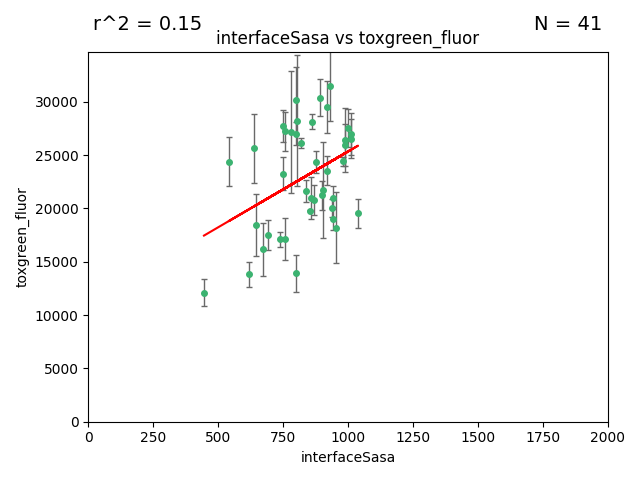 r^2 = 0.15
N = 41
interfaceSasa vs toxgreen_fluor
30000
25000
20000
15000
10000
5000
0
toxgreen_fluor
0 250 500 750 1000 1250 1500 1750 2000
interfaceSasa